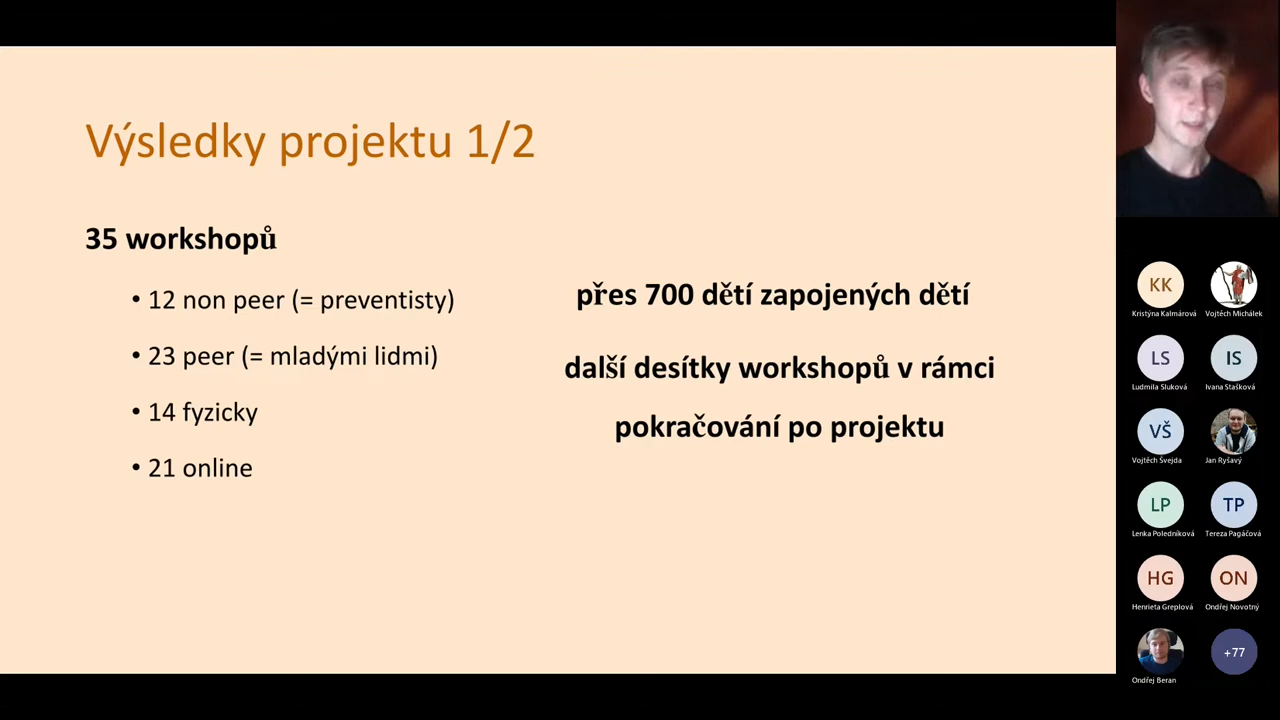 Výsledky projektu 1/2
35 workshopů
• 12 non peer (= preventisty)
• 23 peer (= mladými lidmi)
• 14 fyzicky
• 21 online
přes 700 dětí zapojených dětí
další desítky workshopů v rámci
pokračování po projektu
KK
Kristýna Kalmárová
Vojtěch Michálek
LS
Ludmila Sluková
IS
Ivana Stašková
VŠ
Vojtěch Švejda
Jan Ryšavý
LP
Lenka Poledníková
TP
Tereza Pagáčová
HG
Henrieta Greplová
ON
Ondřej Novotný
Ondřej Beran
+77